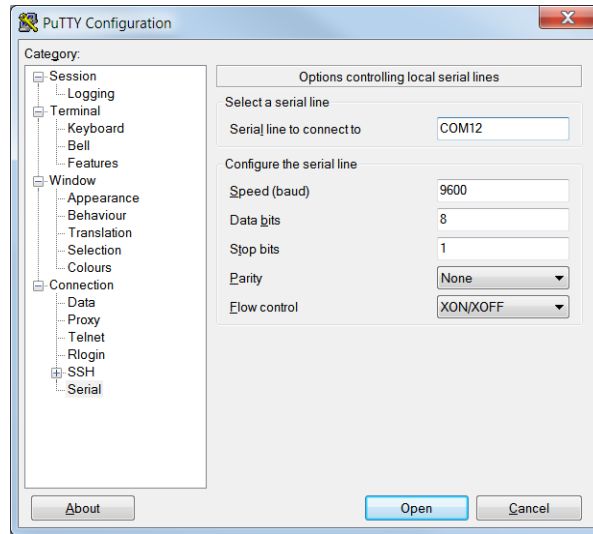 PuTTY Configuration
Category:
Session
Logging
Terminal
Keyboard
Bell
Features
Window
Appearance
Behaviour
Translation
Selection
Colours
Connection
Data
Proxy
Telnet
Rlogin
SSH
Serial
Options controlling local serial lines
Select a serial line
Serial line to connect to COM12
Configure the serial line
Speed (baud) 9600
Data bits 8
Stop bits 1
Parity None
Flow control XON/XOFF
About Open Cancel